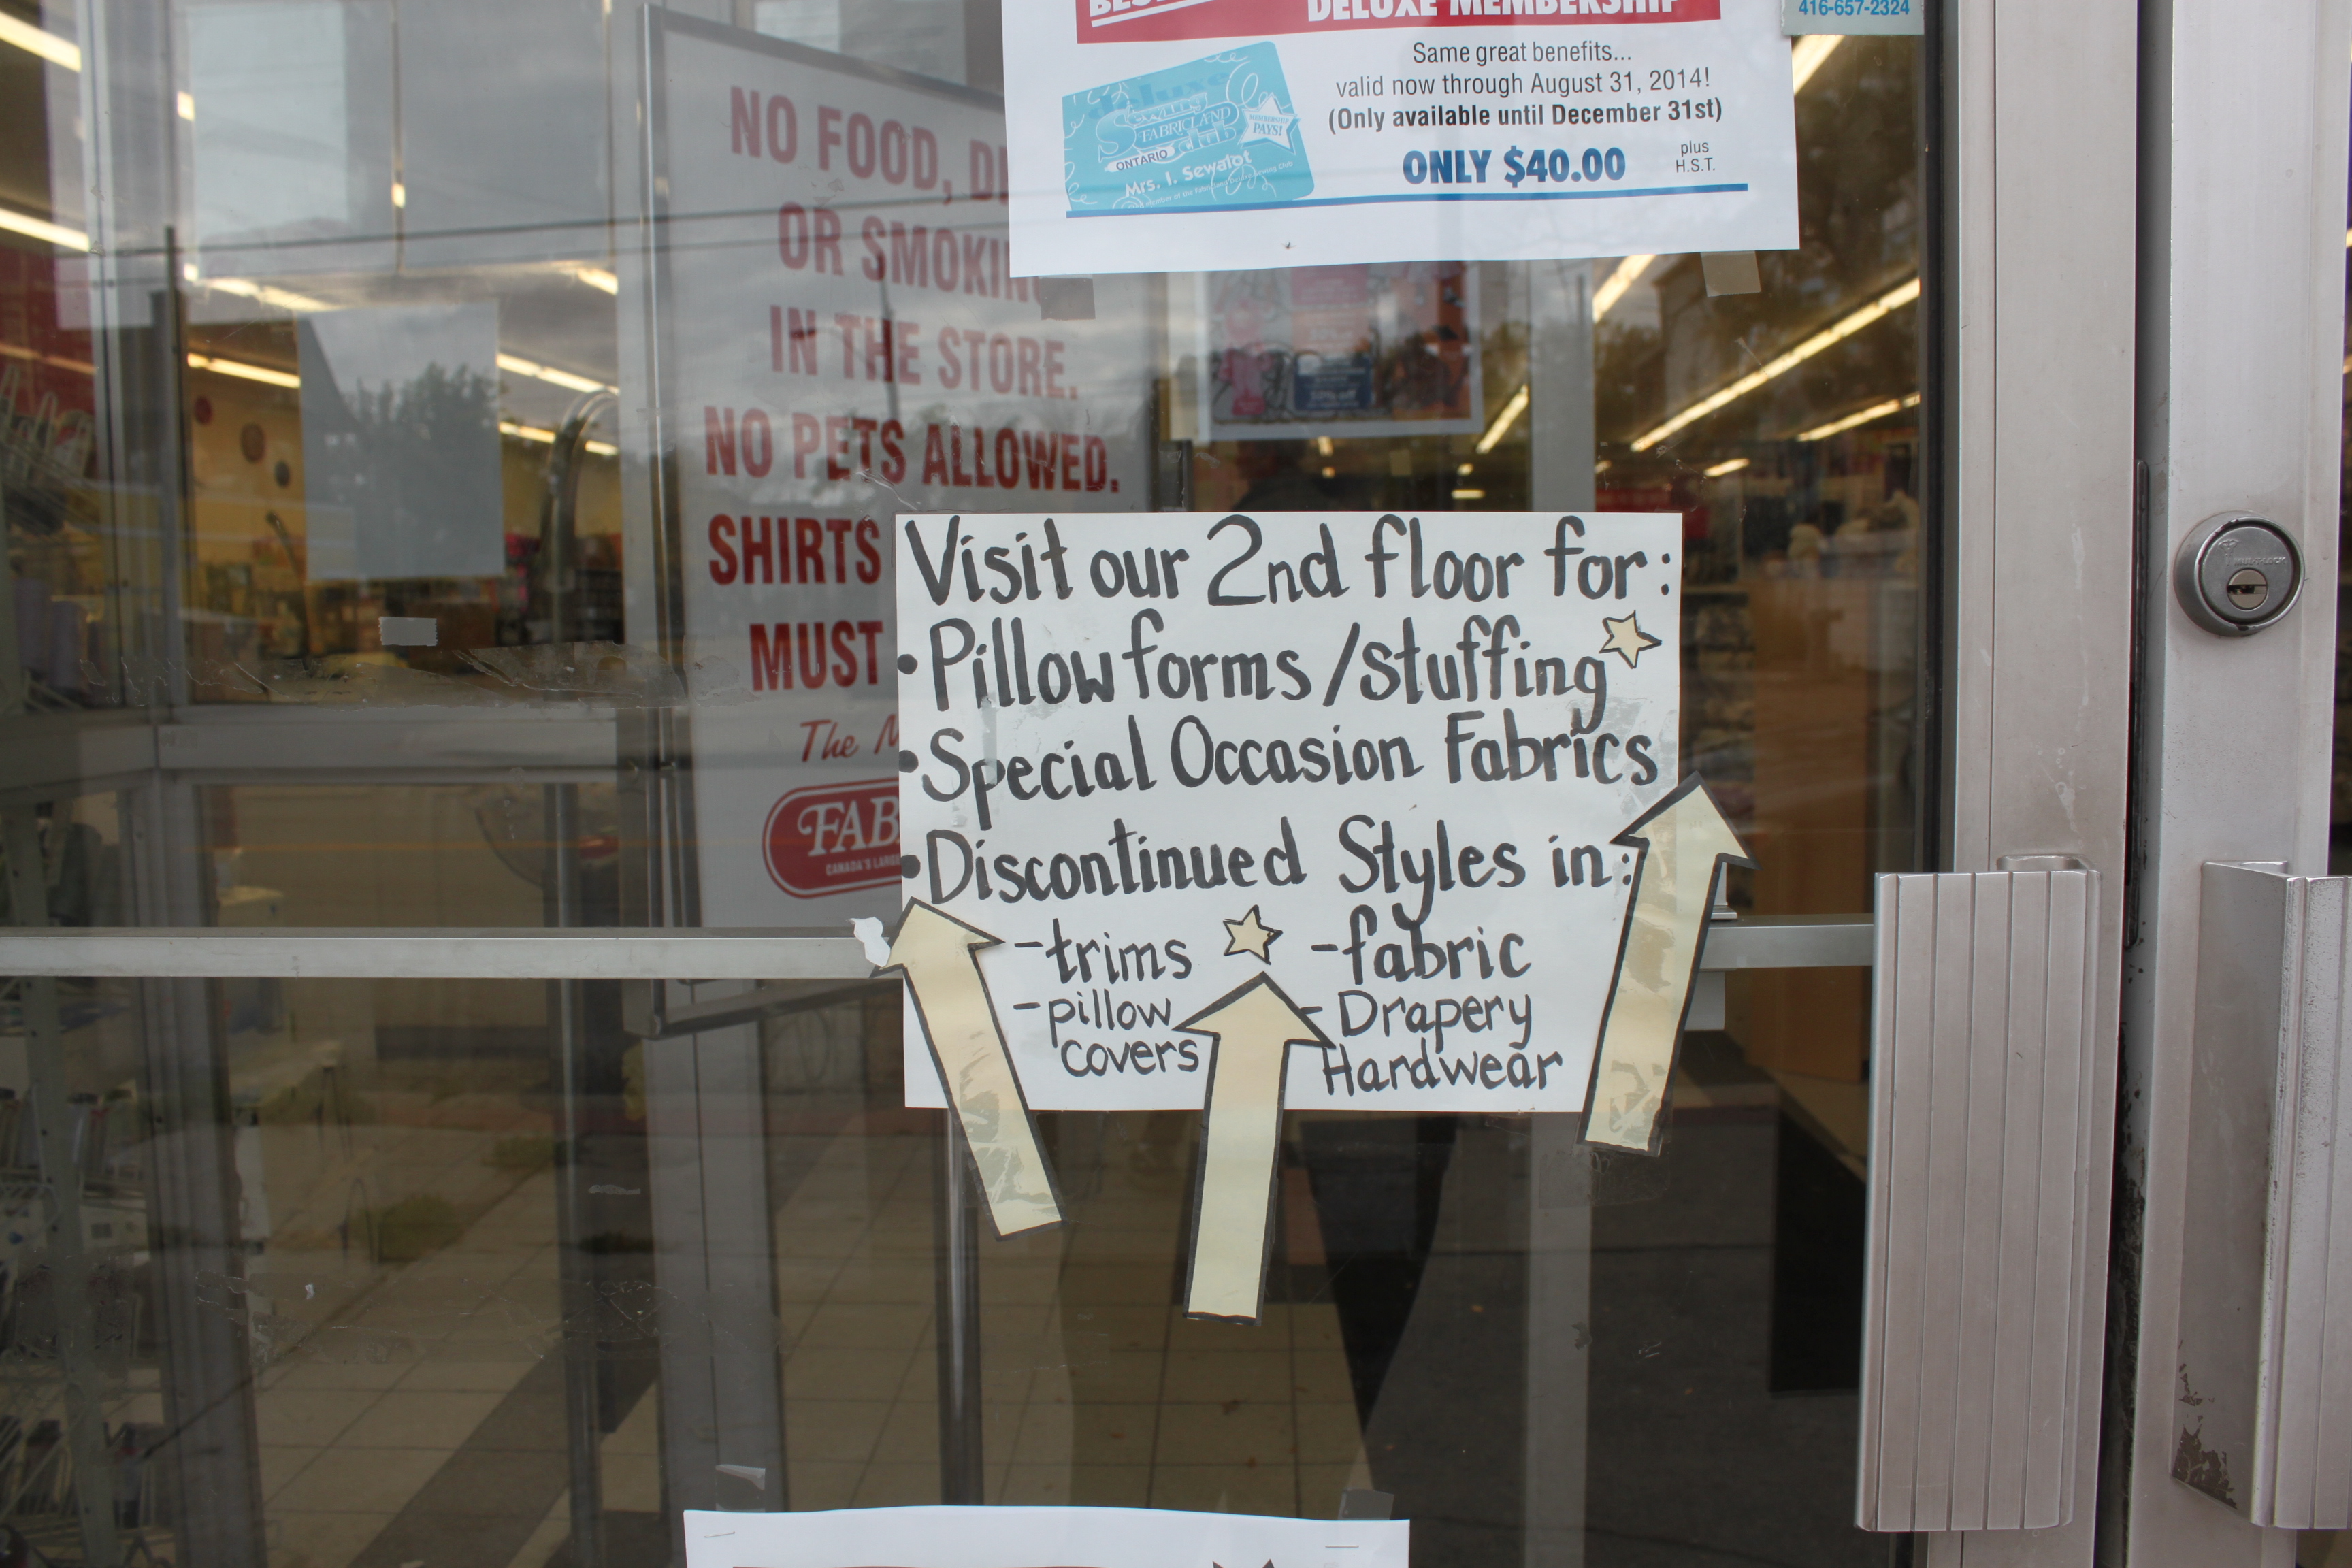 DELUXE MEMBERSHIP
416-657-2324
Same great benefits...
valid now through August 31, 2014!
(Only available until December 31st)
ONLY $40.00
plus
H.S.T.
FABRICLAND
MEMBERSHIP
PAYS!
ONTARIO
Mrs. I. Sewalot
NO FOOD,
OR SMOKIN
IN THE STORE.
NO PETS ALLOWED.
SHIRTS
MUST
The M
FAB
CANADA'S LARG
Visit our 2nd floor for:
• Pillow forms/stuffing
• Special Occasion Fabrics
• Discontinued Styles in:
- trims
- pillow
covers
- fabric
- Drapery
Hardwear